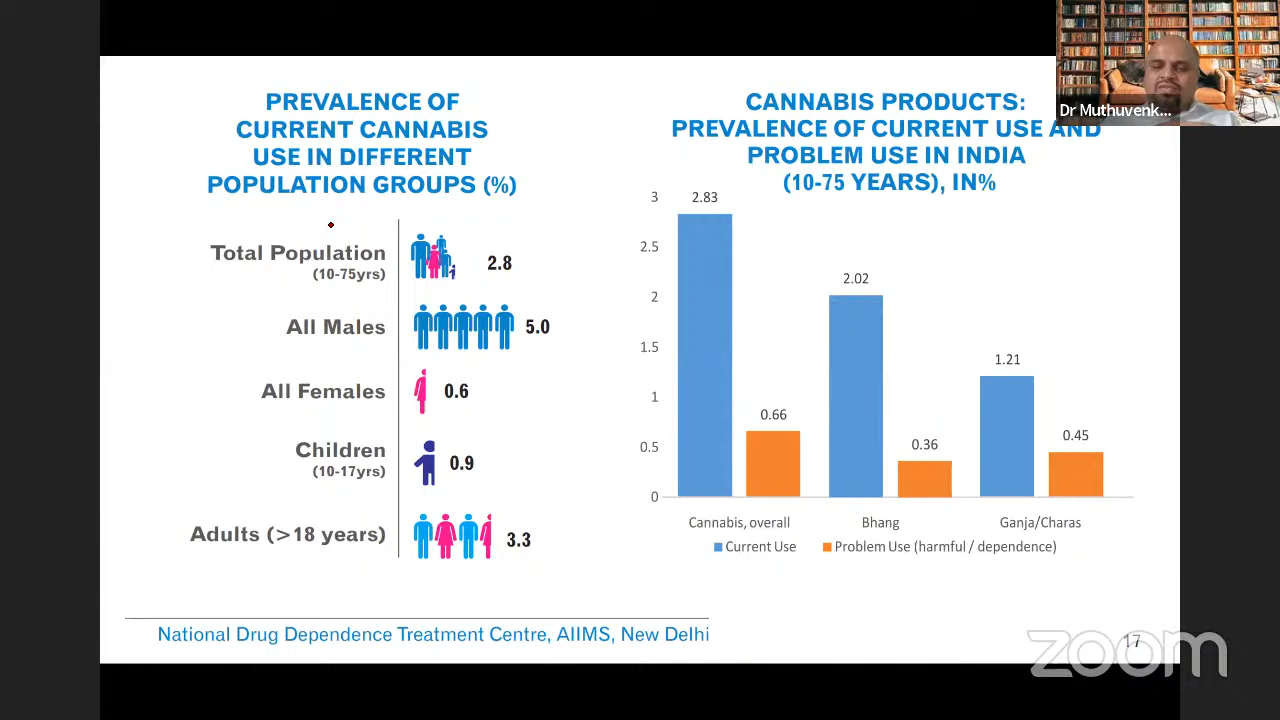 PREVALENCE OF
CURRENT CANNABIS
USE IN DIFFERENT
POPULATION GROUPS (%)
Total Population
(10-75yrs)
2.8
All Males
5.0
All Females
0.6
Children
(10-17yrs)
0.9
Adults (>18 years)
3.3
CANNABIS PRODUCTS:
PREVALENCE OF CURRENT USE AND
PROBLEM USE IN INDIA
(10-75 YEARS), IN%
3
2.5
2
1.5
1
0.5
0
2.83
0.66
2.02
0.36
1.21
0.45
Cannabis, overall
Bhang
Ganja/Charas
Current Use
Problem Use (harmful / dependence)
National Drug Dependence Treatment Centre, AIIMS, New Delhi
17
zoom
Dr Muthuvenk...